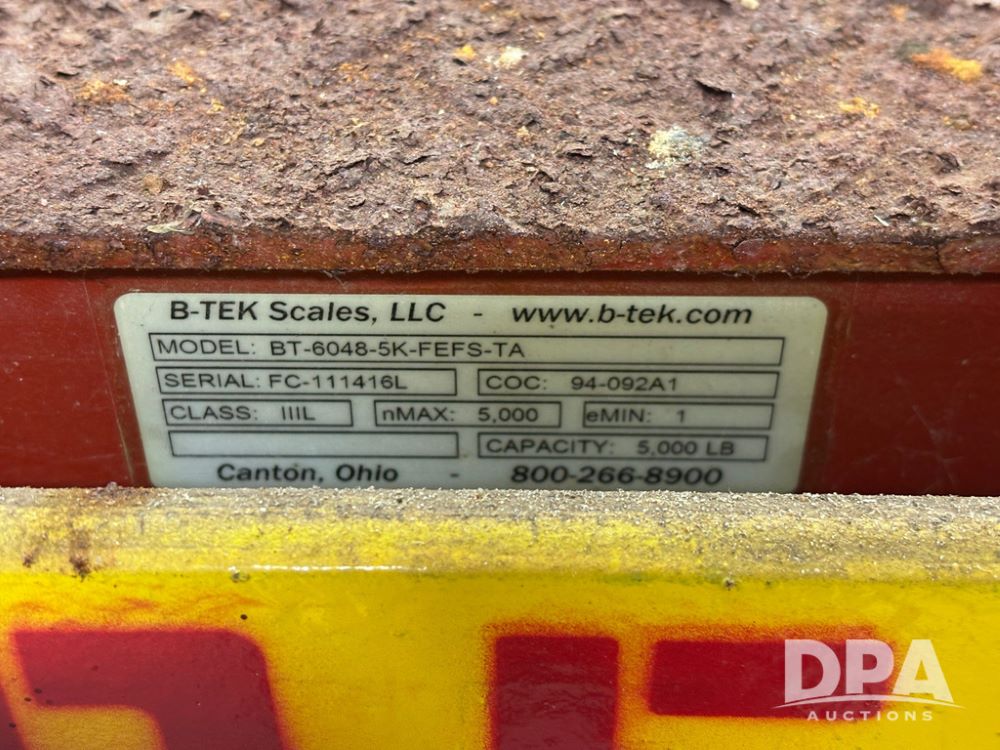 B-TEK Scales, LLC - www.b-tek.com
MODEL: BT-6048-5K-FEFS-TA
SERIAL: FC-111416L COC: 94-092A1
CLASS: IIIL nMAX: 5,000 eMIN: 1
CAPACITY: 5,000 LB
Canton, Ohio - 800-266-8900
DPA
AUCTIONS